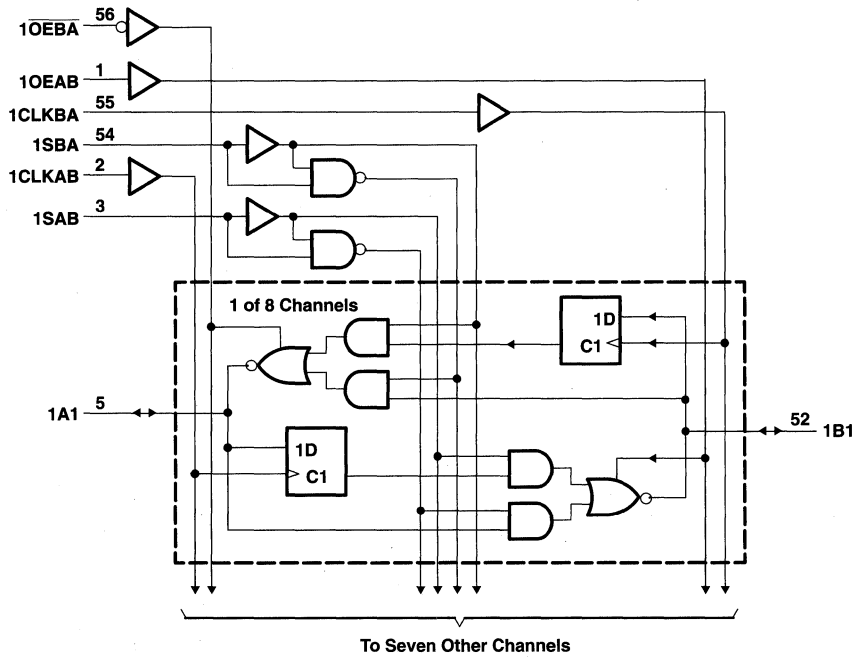 1OEBA 56
1OEAB 1
1CLKBA 55
1SBA 54
1CLKAB 2
1SAB 3
1 of 8 Channels
1D
C1
1A1 5
1D
C1
52 1B1
To Seven Other Channels